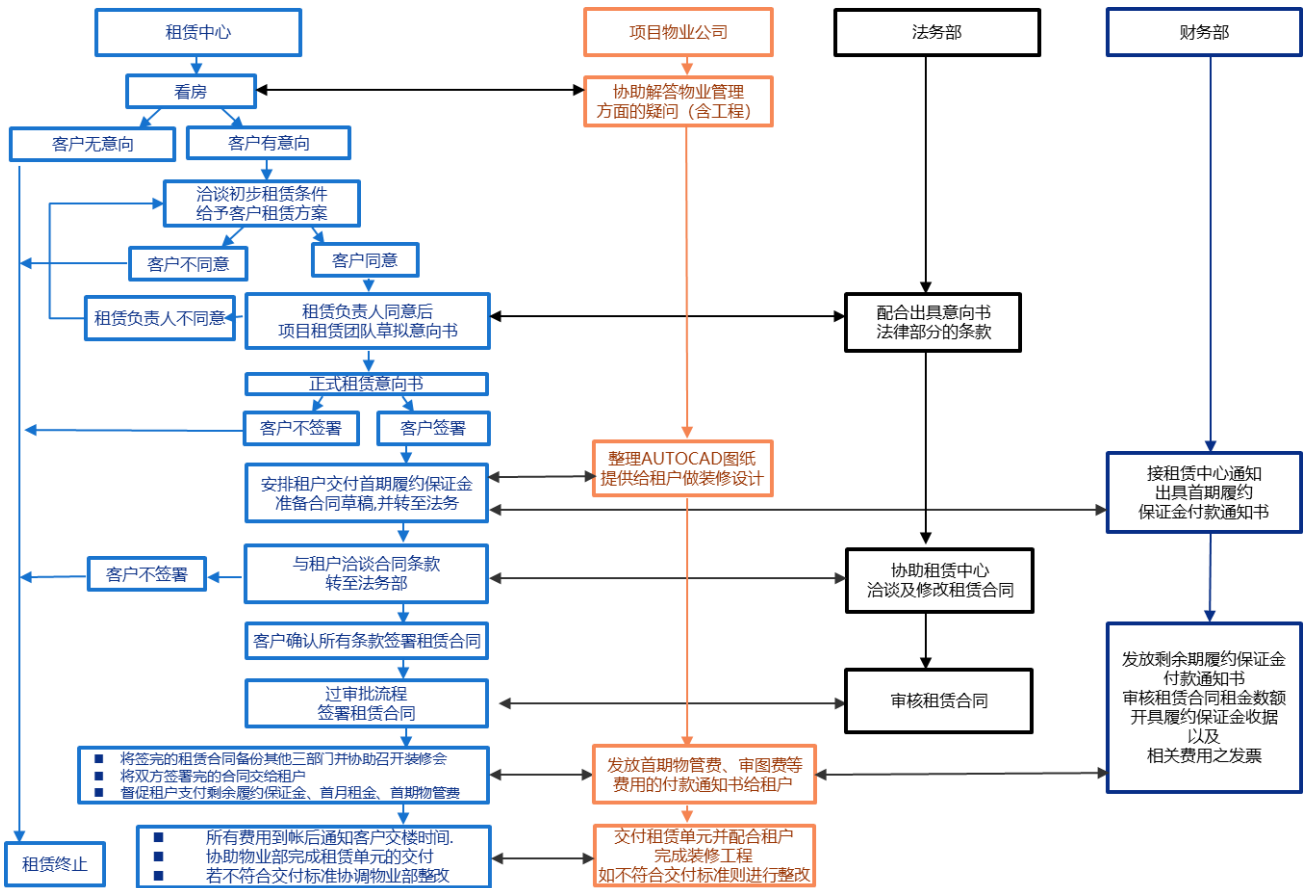 租赁中心
项目物业公司
法务部
财务部
看房
协助解答物业管理
方面的疑问（含工程）
客户无意向
客户有意向
洽谈初步租赁条件
给予客户租赁方案
客户不同意
客户同意
租赁负责人不同意
租赁负责人同意后
项目租赁团队草拟意向书
配合出具意向书
法律部分的条款
正式租赁意向书
客户不签署
客户签署
整理AUTOCAD图纸
提供给租户做装修设计
安排租户交付首期履约保证金
准备合同草稿,并转至法务
接租赁中心通知
出具首期履约
保证金付款通知书
客户不签署
与租户洽谈合同条款
转至法务部
协助租赁中心
洽谈及修改租赁合同
客户确认所有条款签署租赁合同
过审批流程
签署租赁合同
审核租赁合同
发放剩余期履约保证金
付款通知书
审核租赁合同租金数额
开具履约保证金收据
以及
相关费用之发票
将签完的租赁合同备份其他三部门并协助召开装修会
将双方签署完的合同交给租户
督促租户支付剩余履约保证金、首月租金、首期物管费
发放首期物管费、审图费等
费用的付款通知书给租户
租赁终止
所有费用到帐后通知客户交楼时间.
协助物业部完成租赁单元的交付
若不符合交付标准协调物业部整改
交付租赁单元并配合租户
完成装修工程
如不符合交付标准则进行整改